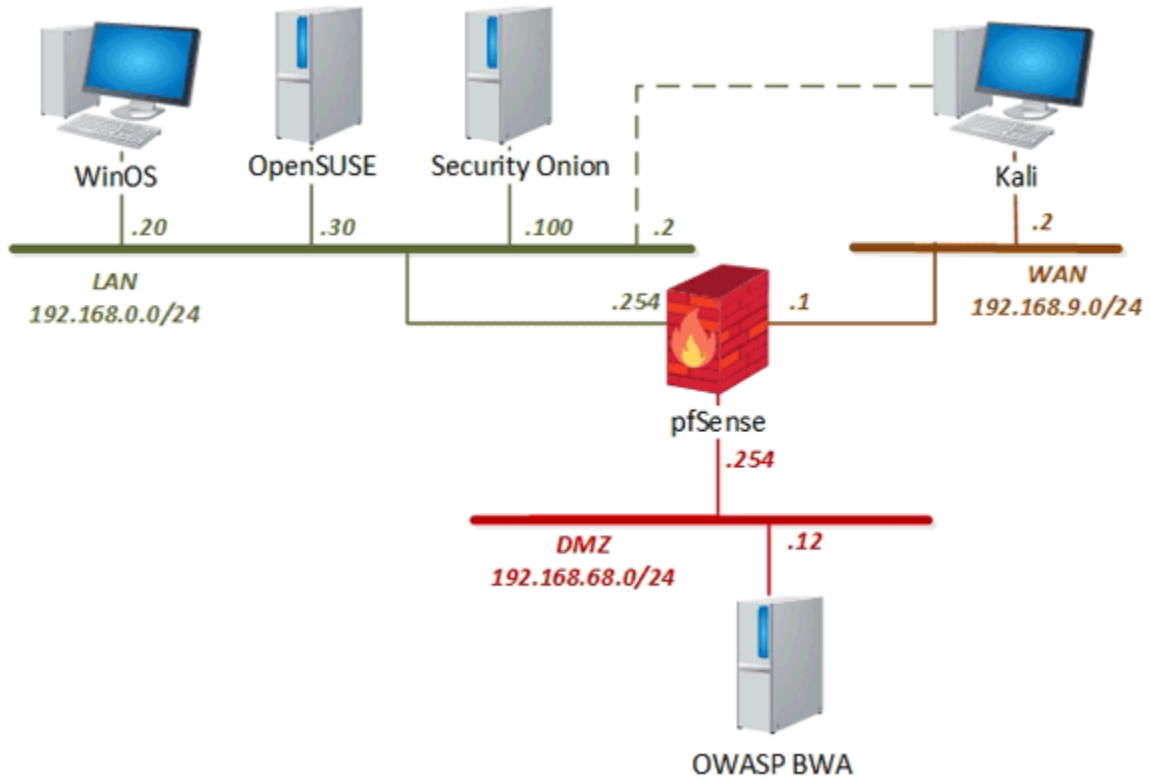 WinOS
OpenSUSE
Security Onion
Kali
.20
.30
.100
.2
.2
LAN
192.168.0.0/24
WAN
192.168.9.0/24
.254
.1
pfSense
.254
DMZ
192.168.68.0/24
.12
OWASP BWA